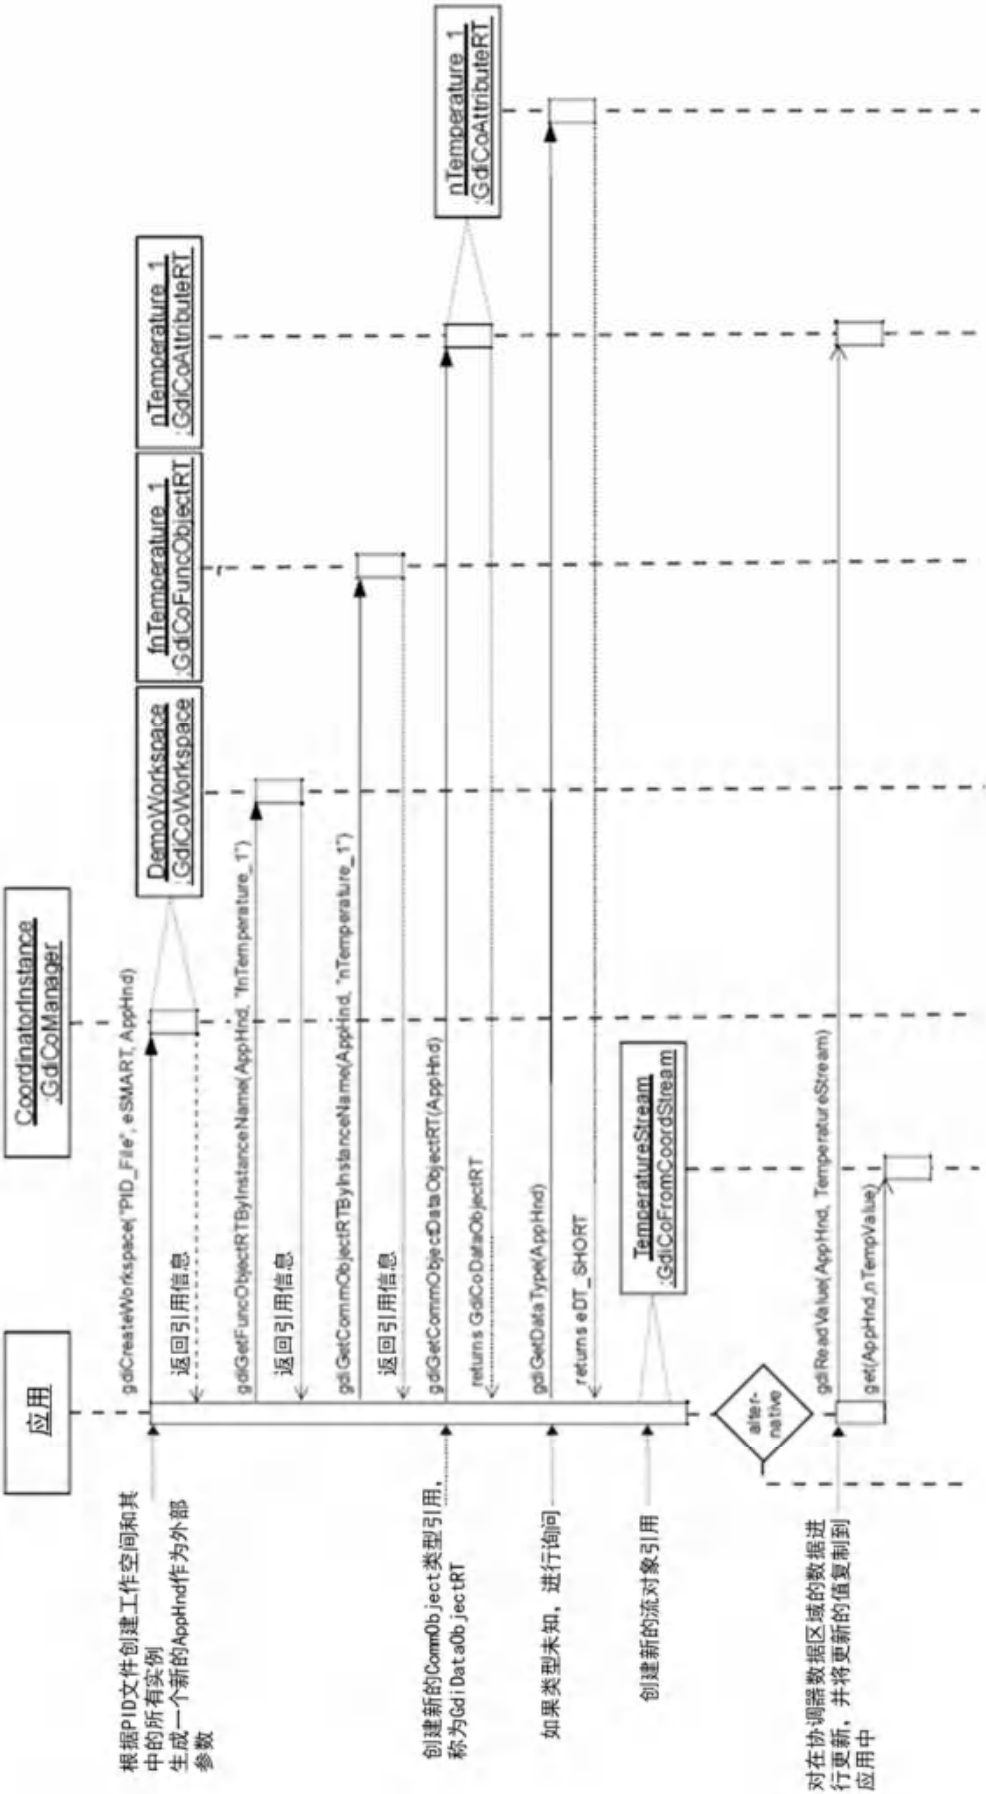 应用
CoordinatorInstance
:GdiCoManager
DemoWorkspace
:GdiCoWorkspace
fnTemperature_1
:GdiCoFuncObjectRT
nTemperature_1
:GdiCoAttributeRT
nTemperature_1
:GdiCoAttributeRT
根据PID文件创建工作空间和其
中的所有实例
生成一个新的AppHnd作为外部
参数
gdiCreateWorkspace("PID_File", eSMART, AppHnd)
返回引用信息
gdiGetFuncObjectRTByInstanceName(AppHnd, "fnTemperature_1")
返回引用信息
gdiGetCommObjectRTByInstanceName(AppHnd, "nTemperature_1")
返回引用信息
创建新的CommObject类型引用,
称为GdiDataObjectRT
gdiGetCommObjectDataObjectRT(AppHnd)
returns GdiCoDataObjectRT
如果类型未知, 进行询问
gdiGetDataType(AppHnd)
returns eDT_SHORT
创建新的流对象引用
TemperatureStream
:GdiCoFromCoordStream
alter-
native
对在协调器数据区域的数据进
行更新, 并将更新的值复制到
应用中
gdiReadValue(AppHnd, TemperatureStream)
get(AppHnd,nTempValue)